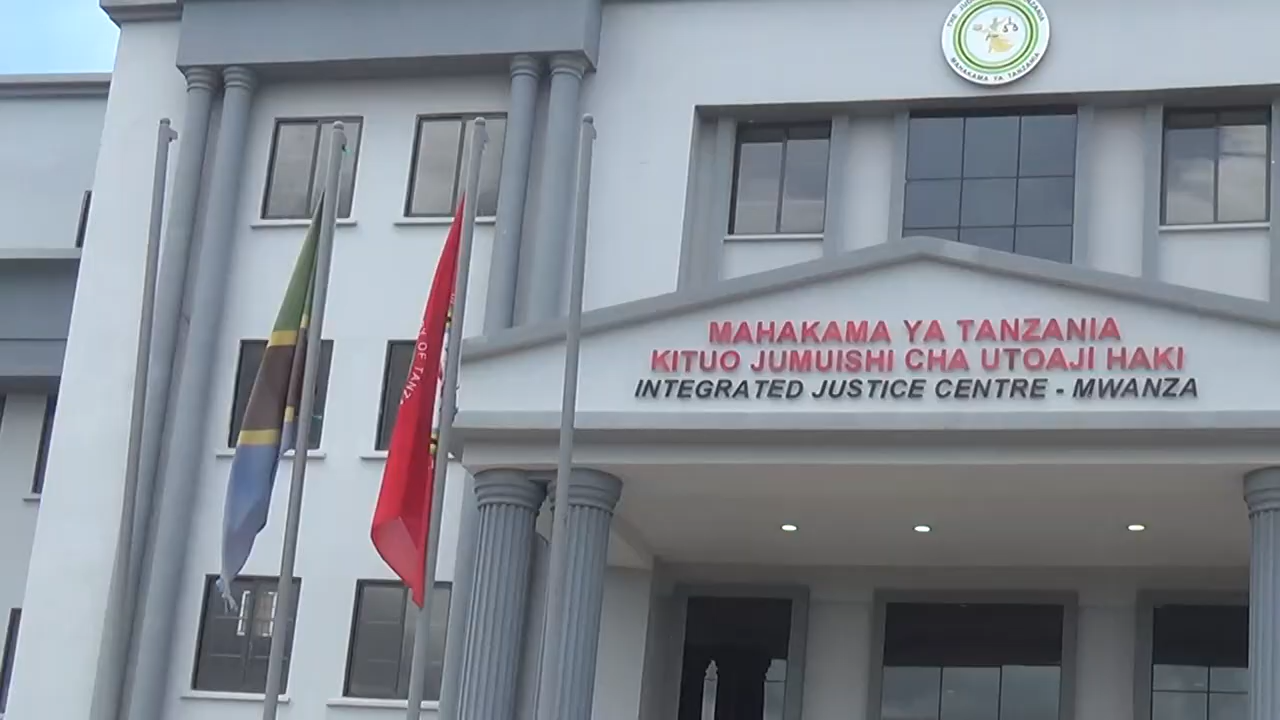 MAHAKAMA YA TANZANIA
MAHAKAMA YA TANZANIA
KITUO JUMUISHI CHA UTOAJI HAKI
INTEGRATED JUSTICE CENTRE - MWANZA